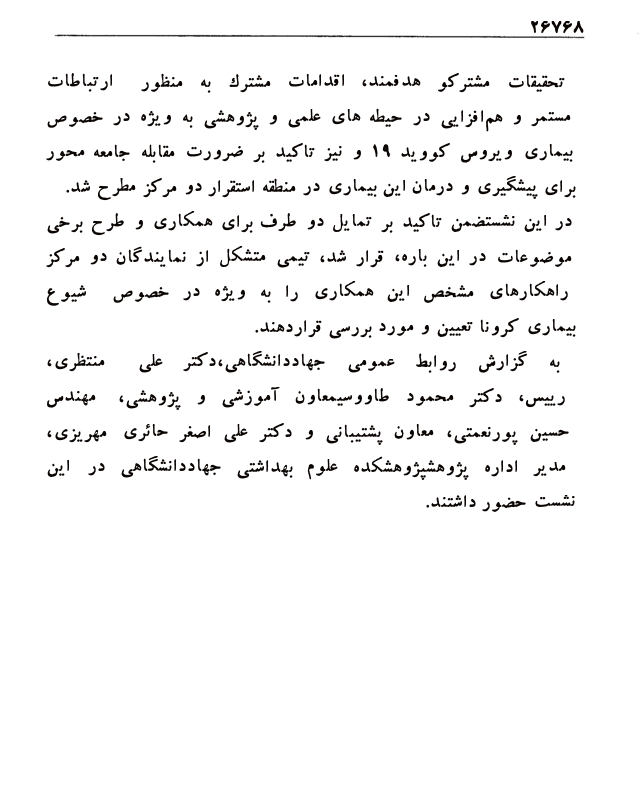 ۲۶۷۶۸
تحقیقات مشترکو هدفمند، اقدامات مشترك به منظور ارتباطات
مستمر و هم‌افزایی در حیطه های علمی و پژوهشی به ویژه در خصوص
بیماری ویروس کووید ۱۹ و نیز تاکید بر ضرورت مقابله جامعه محور
برای پیشگیری و درمان این بیماری در منطقه استقرار دو مرکز مطرح شد.
در این نشستضمن تاکید بر تمایل دو طرف برای همکاری و طرح برخی
موضوعات در این باره، قرار شد، تیمی متشکل از نمایندگان دو مرکز
راهکارهای مشخص این همکاری را به ویژه در خصوص شیوع
بیماری کرونا تعیین و مورد بررسی قراردهند.
به گزارش روابط عمومی جهاددانشگاهی،دکتر علی منتظری،
رییس، دکتر محمود طاووسیمعاون آموزشی و پژوهشی، مهندس
حسین پورنعمتی، معاون پشتیبانی و دکتر علی اصغر حائری مهریزی،
مدیر اداره پژوهشپژوهشکده علوم بهداشتی جهاددانشگاهی در این
نشست حضور داشتند.